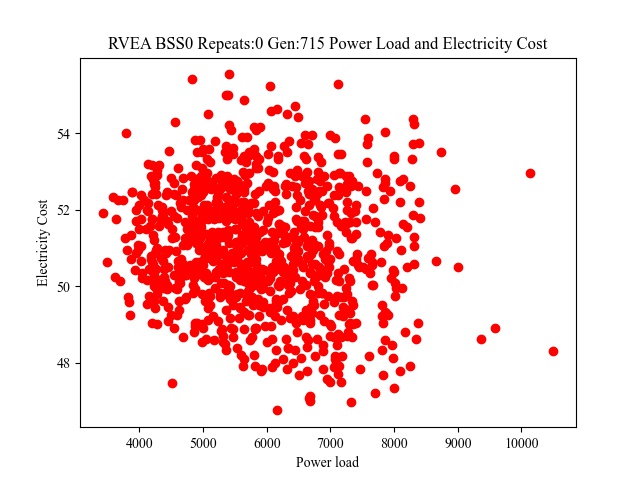 RVEA BSS0 Repeats:0 Gen:715 Power Load and Electricity Cost
54
52
50
48
Electricity Cost
4000 5000 6000 7000 8000 9000 10000
Power load